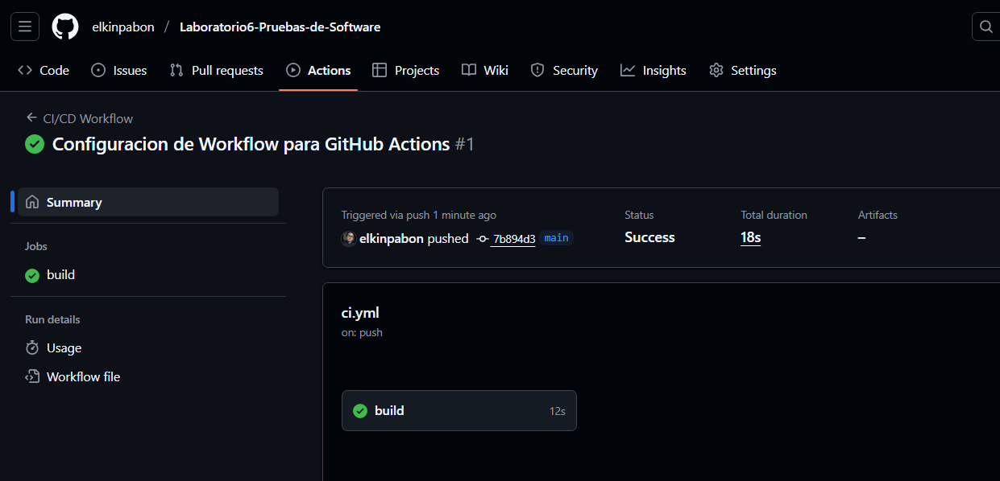 elkinpabon / Laboratorio6-Pruebas-de-Software
Code Issues Pull requests Actions Projects Wiki Security Insights Settings
CI/CD Workflow
Configuracion de Workflow para GitHub Actions #1
Summary
Jobs
build
Run details
Usage
Workflow file
Triggered via push 1 minute ago
elkinpabon pushed 7b894d3 main
Status
Success
Total duration
18s
Artifacts
–
ci.yml
on: push
build 12s